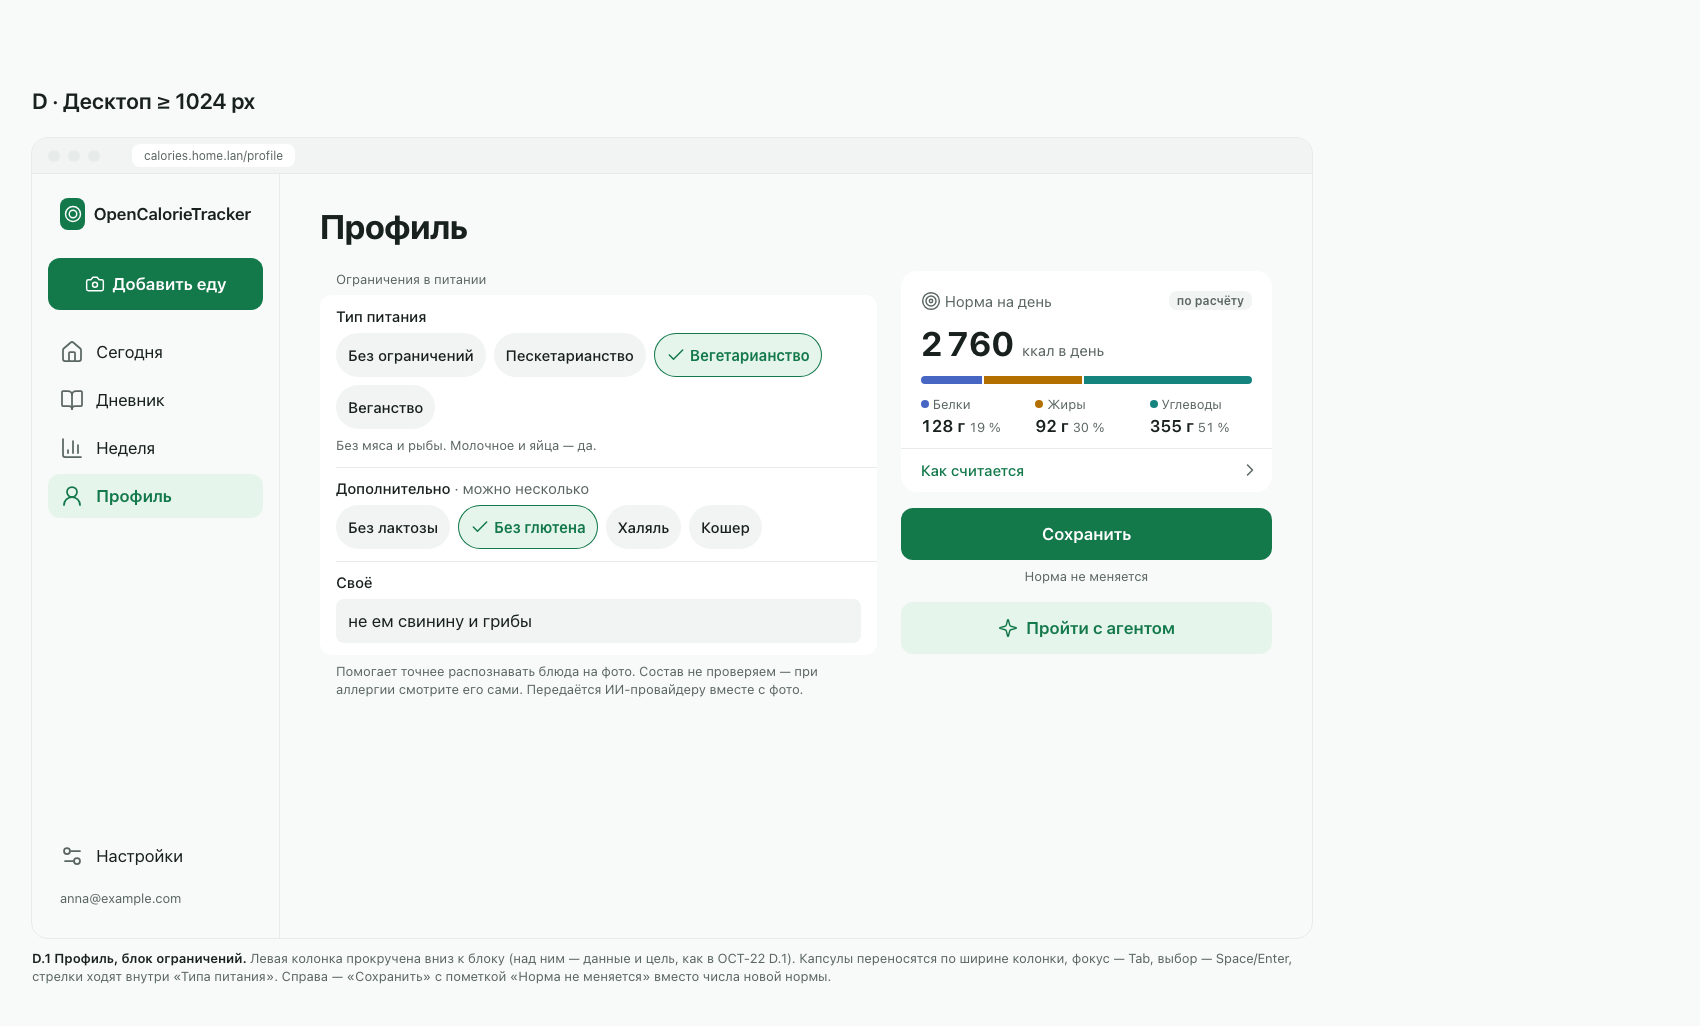 D · Десктоп ≥ 1024 px
calories.home.lan/profile
OpenCalorieTracker
Добавить еду
Сегодня
Дневник
Неделя
Профиль
Настройки
anna@example.com
Профиль
Ограничения в питании
Тип питания
Без ограничений
Пескетарианство
Вегетарианство
Веганство
Без мяса и рыбы. Молочное и яйца — да.
Дополнительно · можно несколько
Без лактозы
Без глютена
Халяль
Кошер
Своё
не ем свинину и грибы
Помогает точнее распознавать блюда на фото. Состав не проверяем — при
аллергии смотрите его сами. Передаётся ИИ-провайдеру вместе с фото.
Норма на день
по расчёту
2 760 ккал в день
Белки
128 г 19 %
Жиры
92 г 30 %
Углеводы
355 г 51 %
Как считается
Сохранить
Норма не меняется
Пройти с агентом
D.1 Профиль, блок ограничений. Левая колонка прокручена вниз к блоку (над ним — данные и цель, как в OCT-22 D.1). Капсулы переносятся по ширине колонки, фокус — Tab, выбор — Space/Enter,
стрелки ходят внутри «Типа питания». Справа — «Сохранить» с пометкой «Норма не меняется» вместо числа новой нормы.